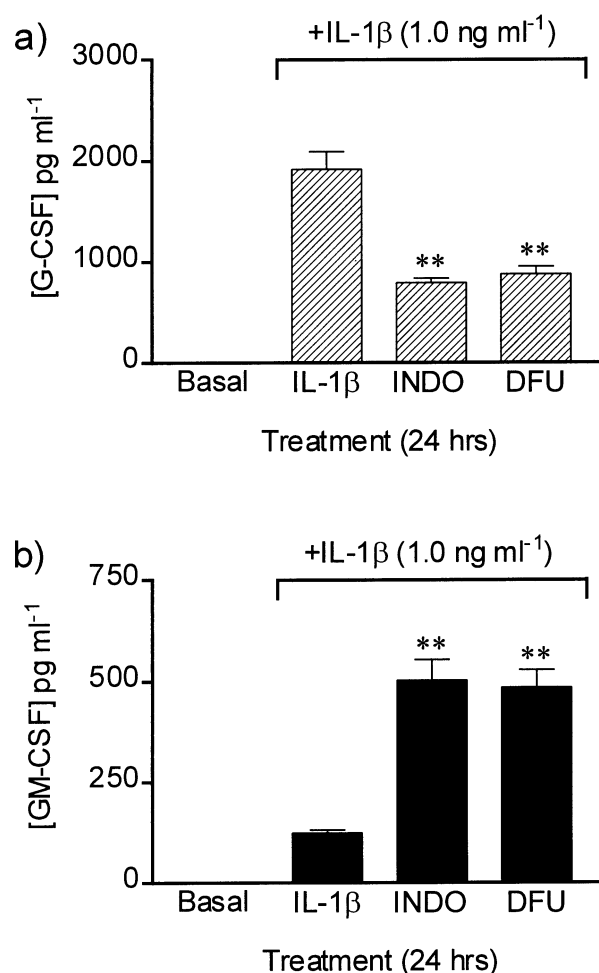 a)
+IL-1β (1.0 ng ml⁻¹)
[G-CSF] pg ml⁻¹
3000
2000
1000
0
** **
Basal IL-1β INDO DFU
Treatment (24 hrs)
b)
+IL-1β (1.0 ng ml⁻¹)
[GM-CSF] pg ml⁻¹
750
500
250
0
** **
Basal IL-1β INDO DFU
Treatment (24 hrs)